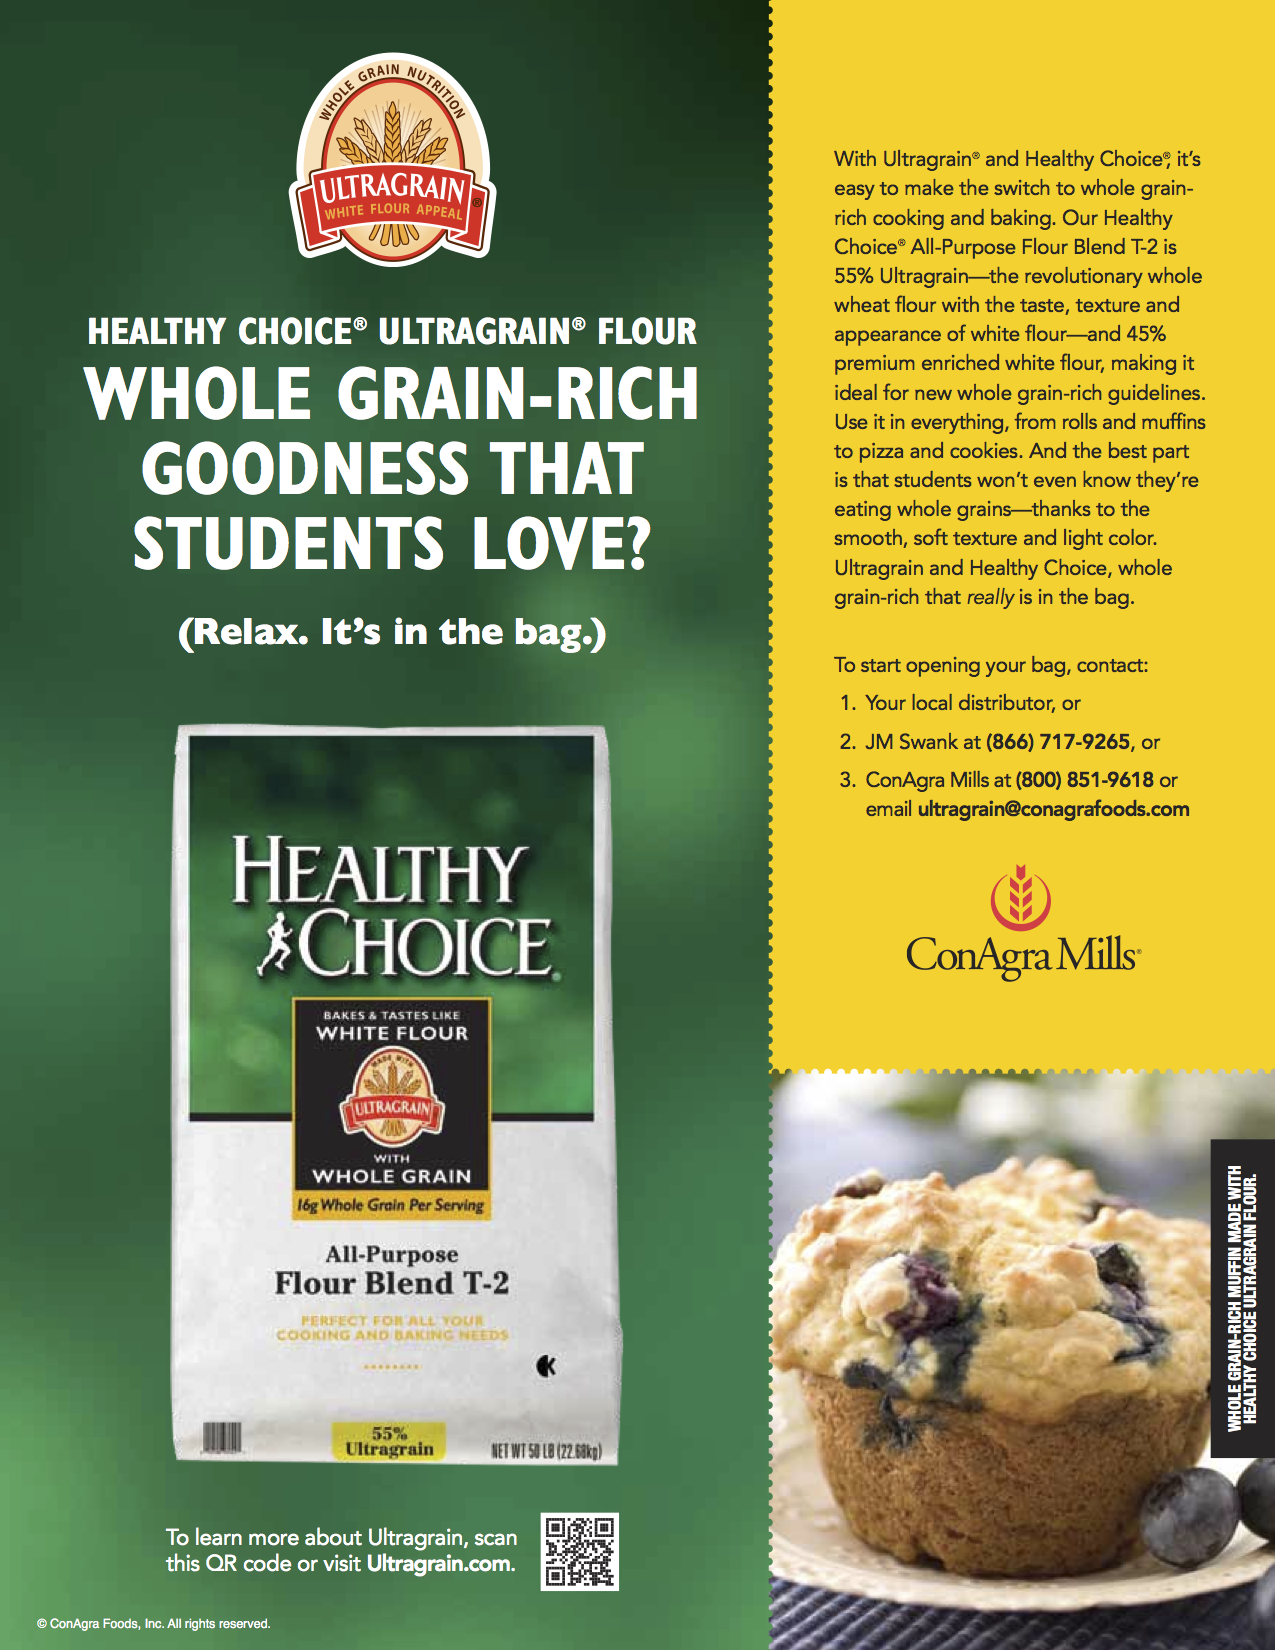 WHOLE GRAIN NUTRITION
ULTRAGRAIN®
WHITE FLOUR APPEAL
HEALTHY CHOICE® ULTRAGRAIN® FLOUR
WHOLE GRAIN-RICH
GOODNESS THAT
STUDENTS LOVE?
(Relax. It's in the bag.)
HEALTHY
CHOICE®
BAKES & TASTES LIKE
WHITE FLOUR
MADE WITH
ULTRAGRAIN
WITH
WHOLE GRAIN
16g Whole Grain Per Serving
All-Purpose
Flour Blend T-2
PERFECT FOR ALL YOUR
COOKING AND BAKING NEEDS
K
55%
Ultragrain
NET WT 50 LB (22.68kg)
To learn more about Ultragrain, scan
this QR code or visit Ultragrain.com.
© ConAgra Foods, Inc. All rights reserved.
With Ultragrain® and Healthy Choice®, it's
easy to make the switch to whole grain-
rich cooking and baking. Our Healthy
Choice® All-Purpose Flour Blend T-2 is
55% Ultragrain—the revolutionary whole
wheat flour with the taste, texture and
appearance of white flour—and 45%
premium enriched white flour, making it
ideal for new whole grain-rich guidelines.
Use it in everything, from rolls and muffins
to pizza and cookies. And the best part
is that students won't even know they're
eating whole grains—thanks to the
smooth, soft texture and light color.
Ultragrain and Healthy Choice, whole
grain-rich that really is in the bag.
To start opening your bag, contact:
1. Your local distributor, or
2. JM Swank at (866) 717-9265, or
3. ConAgra Mills at (800) 851-9618 or
email ultragrain@conagrafoods.com
ConAgra Mills®
WHOLE GRAIN-RICH MUFFIN MADE WITH
HEALTHY CHOICE ULTRAGRAIN FLOUR.